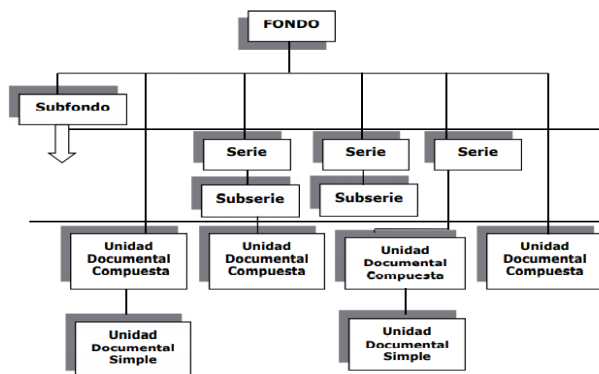 FONDO
Subfondo
Serie
Serie
Serie
Subserie
Subserie
Unidad
Documental
Compuesta
Unidad
Documental
Compuesta
Unidad
Documental
Compuesta
Unidad
Documental
Compuesta
Unidad
Documental
Simple
Unidad
Documental
Simple